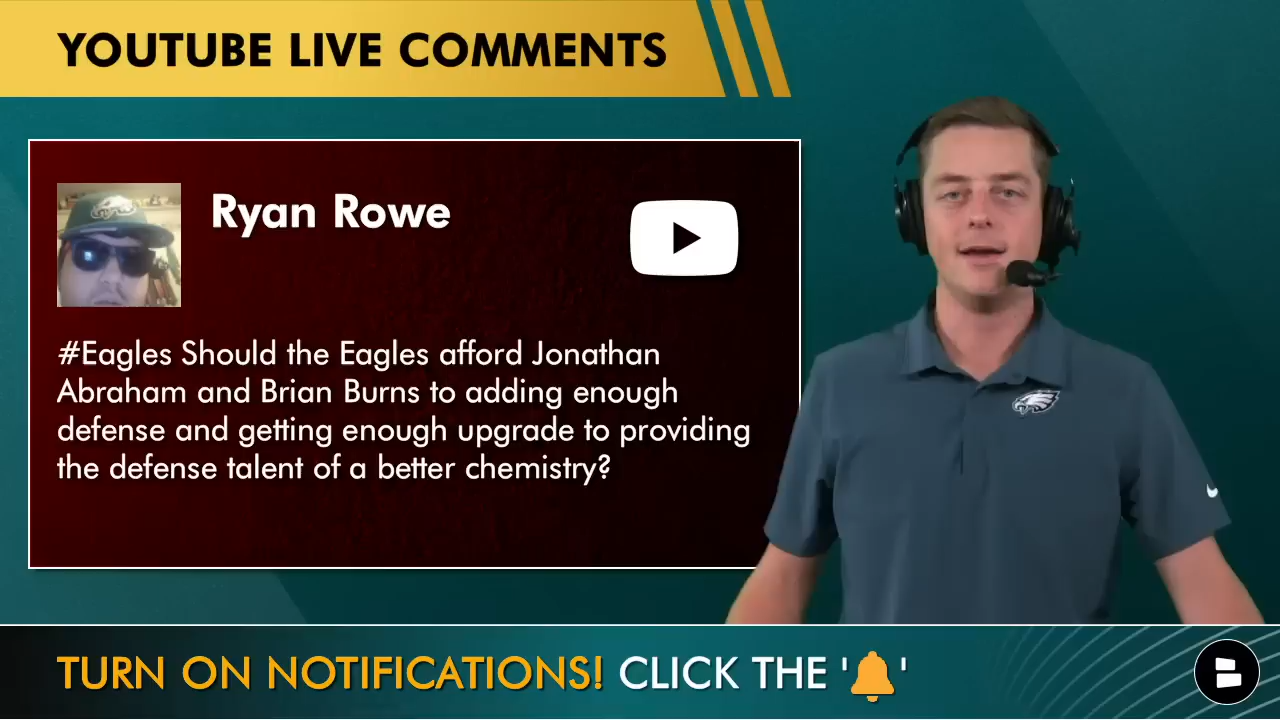 YOUTUBE LIVE COMMENTS
Ryan Rowe
#Eagles Should the Eagles afford Jonathan
Abraham and Brian Burns to adding enough
defense and getting enough upgrade to providing
the defense talent of a better chemistry?
TURN ON NOTIFICATIONS! CLICK THE ' '